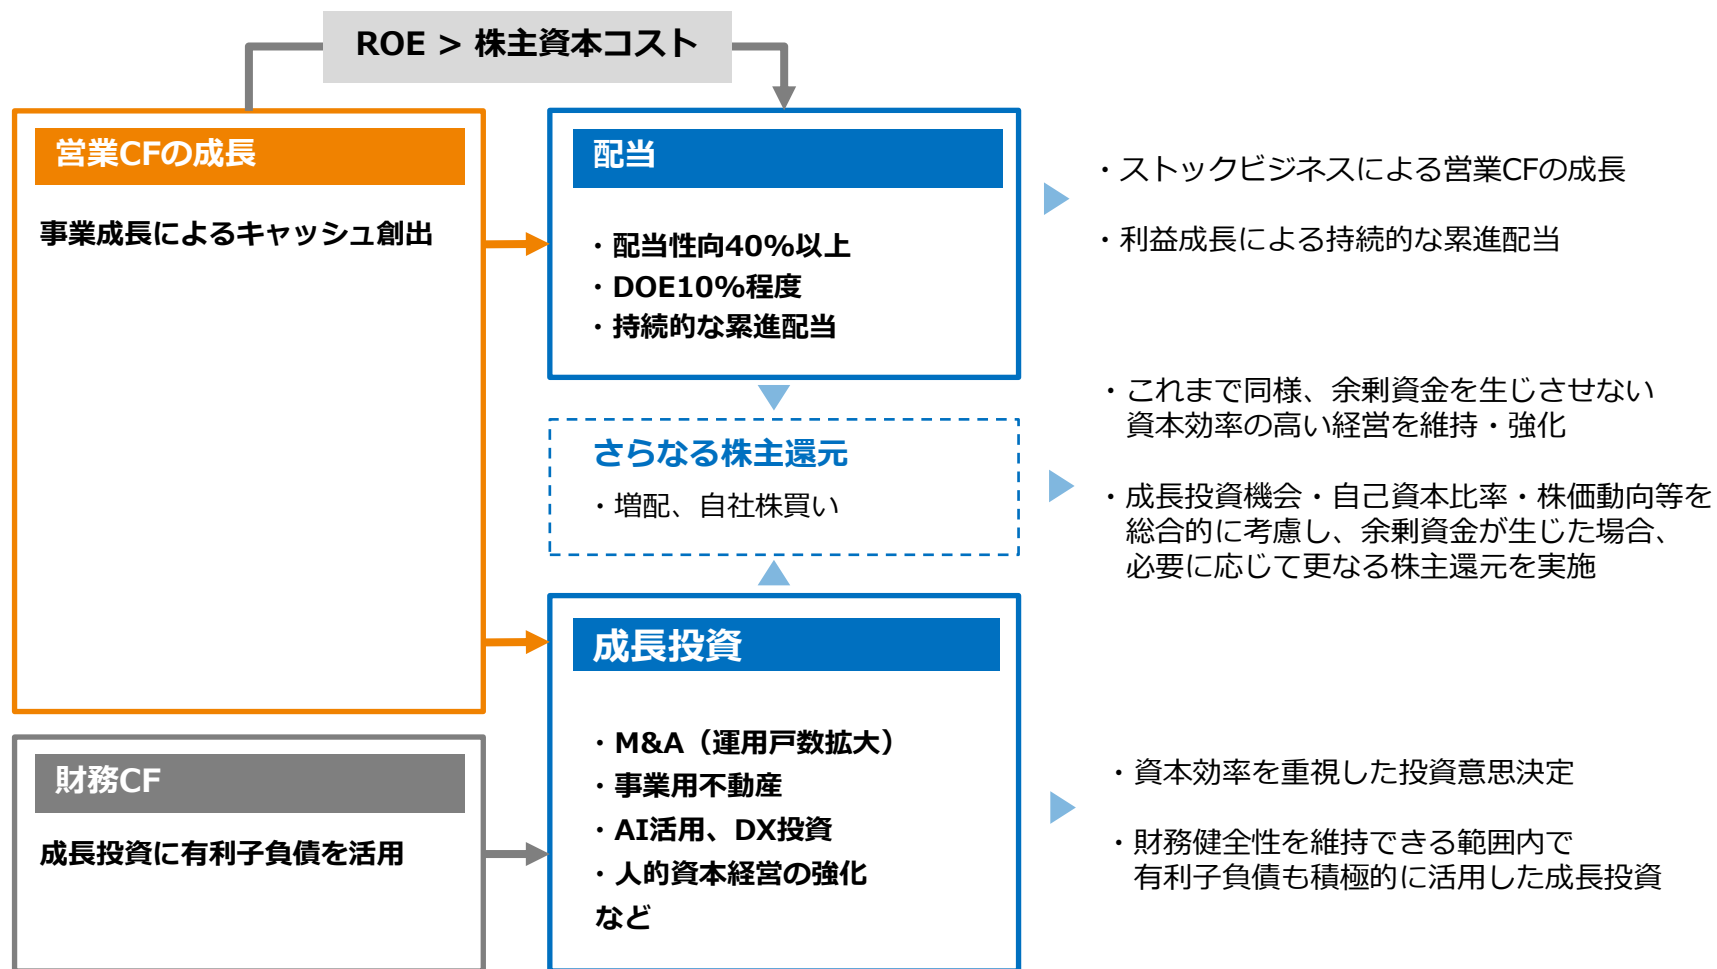 ROE > 株主資本コスト
営業CFの成長
事業成長によるキャッシュ創出
配当
・配当性向40%以上
・DOE10%程度
・持続的な累進配当
・ストックビジネスによる営業CFの成長
・利益成長による持続的な累進配当
さらなる株主還元
・増配、自社株買い
・これまで同様、余剰資金を生じさせない
資本効率の高い経営を維持・強化
・成長投資機会・自己資本比率・株価動向等を
総合的に考慮し、余剰資金が生じた場合、
必要に応じて更なる株主還元を実施
財務CF
成長投資に有利子負債を活用
成長投資
・M&A（運用戸数拡大）
・事業用不動産
・AI活用、DX投資
・人的資本経営の強化
など
・資本効率を重視した投資意思決定
・財務健全性を維持できる範囲内で
有利子負債も積極的に活用した成長投資